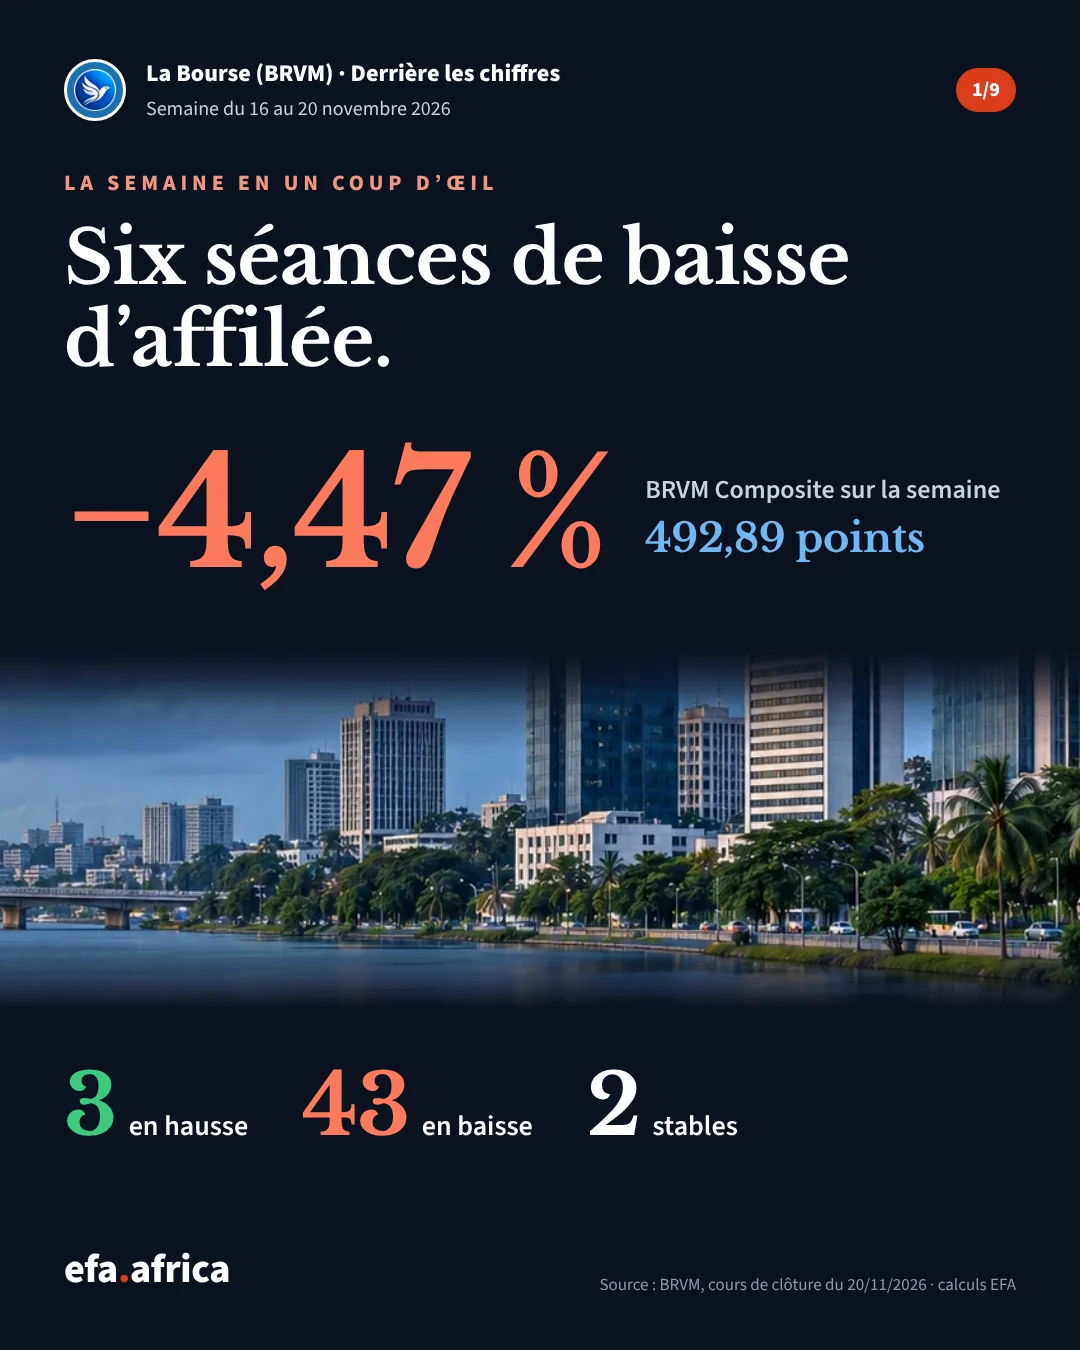 La Bourse (BRVM) · Derrière les chiffres
Semaine du 16 au 20 novembre 2026
1/9
LA SEMAINE EN UN COUP D’ŒIL
Six séances de baisse
d’affilée.
−4,47 %
BRVM Composite sur la semaine
492,89 points
3 en hausse
43 en baisse
2 stables
efa.africa
Source : BRVM, cours de clôture du 20/11/2026 · calculs EFA